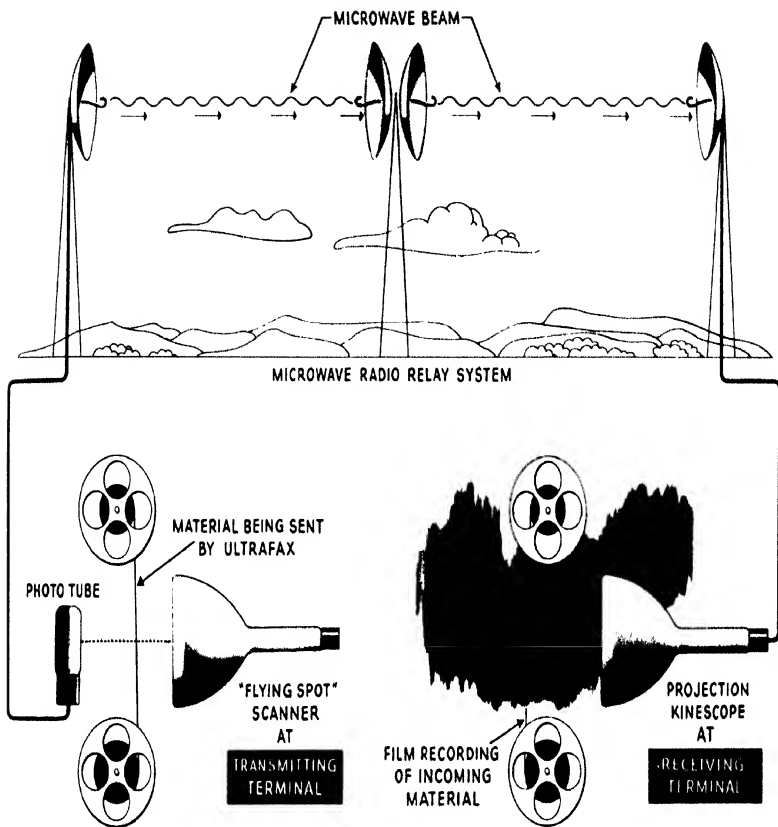 MICROWAVE BEAM
MICROWAVE RADIO RELAY SYSTEM
MATERIAL BEING SENT
BY ULTRAFAX
PHOTO TUBE
"FLYING SPOT"
SCANNER
AT
TRANSMITTING
TERMINAL
FILM RECORDING
OF INCOMING
MATERIAL
PROJECTION
KINESCOPE
AT
RECEIVING
TERMINAL